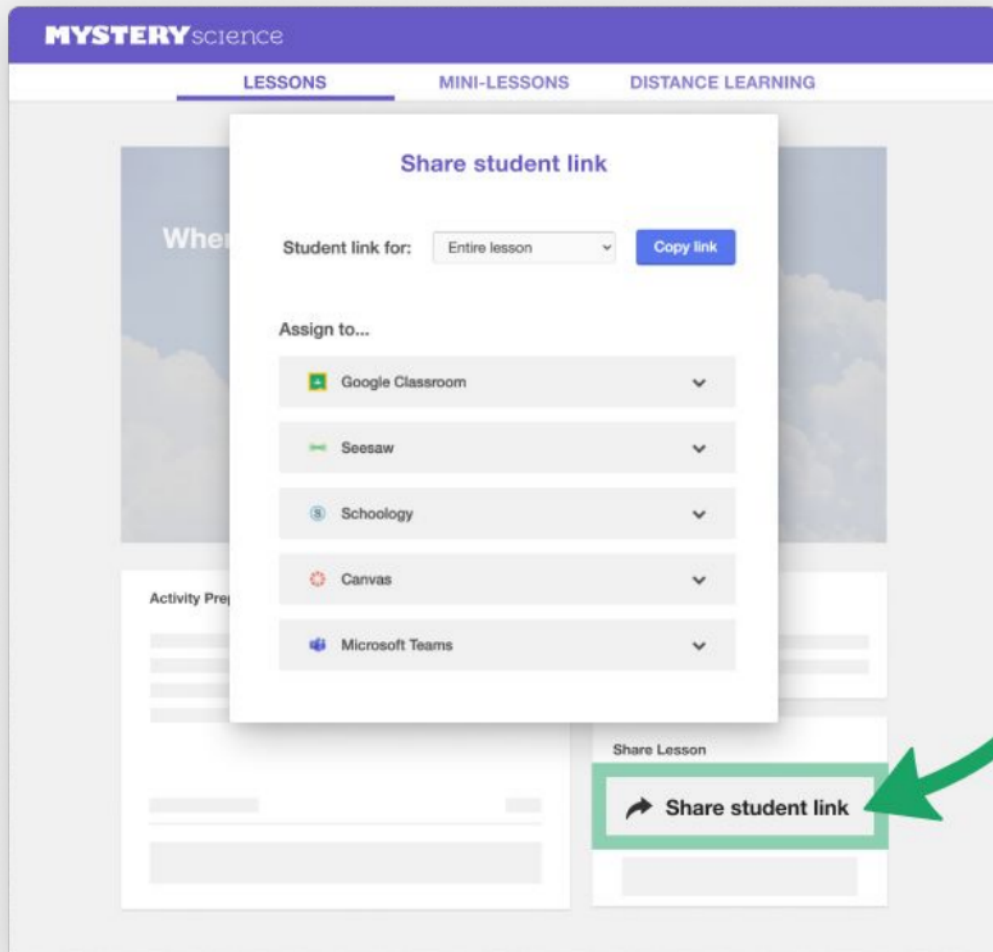 MYSTERY science
LESSONS MINI-LESSONS DISTANCE LEARNING
Share student link
Student link for: Entire lesson Copy link
Assign to...
Google Classroom
Seesaw
Schoology
Canvas
Microsoft Teams
Activity
Share Lesson
Share student link